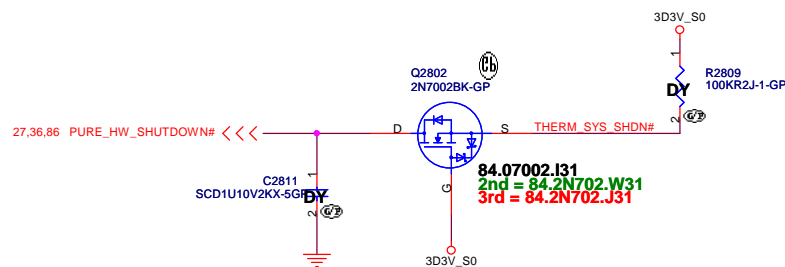 3D3V_S0
Q2802
2N7002BK-GP
1
R2809
100KR2J-1-GP
DY
G/P
2
27,36,86 PURE_HW_SHUTDOWN#
D
S
THERM_SYS_SHDN#
G
84.07002.I31
2nd = 84.2N702.W31
3rd = 84.2N702.J31
1
C2811
SCD1U10V2KX-5GP
DY
2
G/P
3D3V_S0